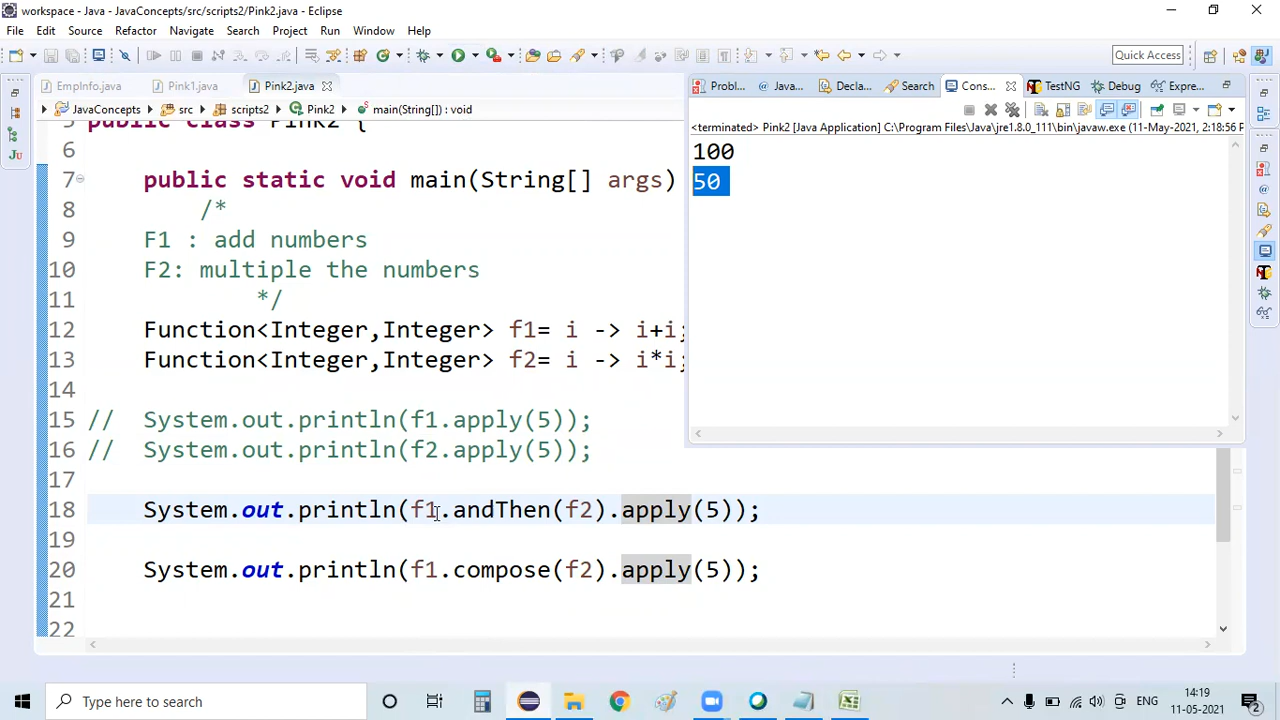 workspace - JavaConcepts/src/scripts2/Pink2.java - Eclipse
File Edit Source Refactor Navigate Search Project Run Window Help
Quick Access
EmpInfo.java Pink1.java Pink2.java
JavaConcepts src scripts2 Pink2 main(String[]) : void
5 public class Pink2 {
6
7 public static void main(String[] args)
8 /*
9 F1 : add numbers
10 F2: multiple the numbers
11 */
12 Function<Integer,Integer> f1= i -> i+i;
13 Function<Integer,Integer> f2= i -> i*i;
14
15 // System.out.println(f1.apply(5));
16 // System.out.println(f2.apply(5));
17
18 System.out.println(f1.andThen(f2).apply(5));
19
20 System.out.println(f1.compose(f2).apply(5));
21
22
Probl... Java... Decla... Search Cons... TestNG Debug Expre...
<terminated> Pink2 [Java Application] C:\Program Files\Java\jre1.8.0_111\bin\javaw.exe (11-May-2021, 2:18:56 P
100
50
Type here to search
ENG
14:19
11-05-2021
2